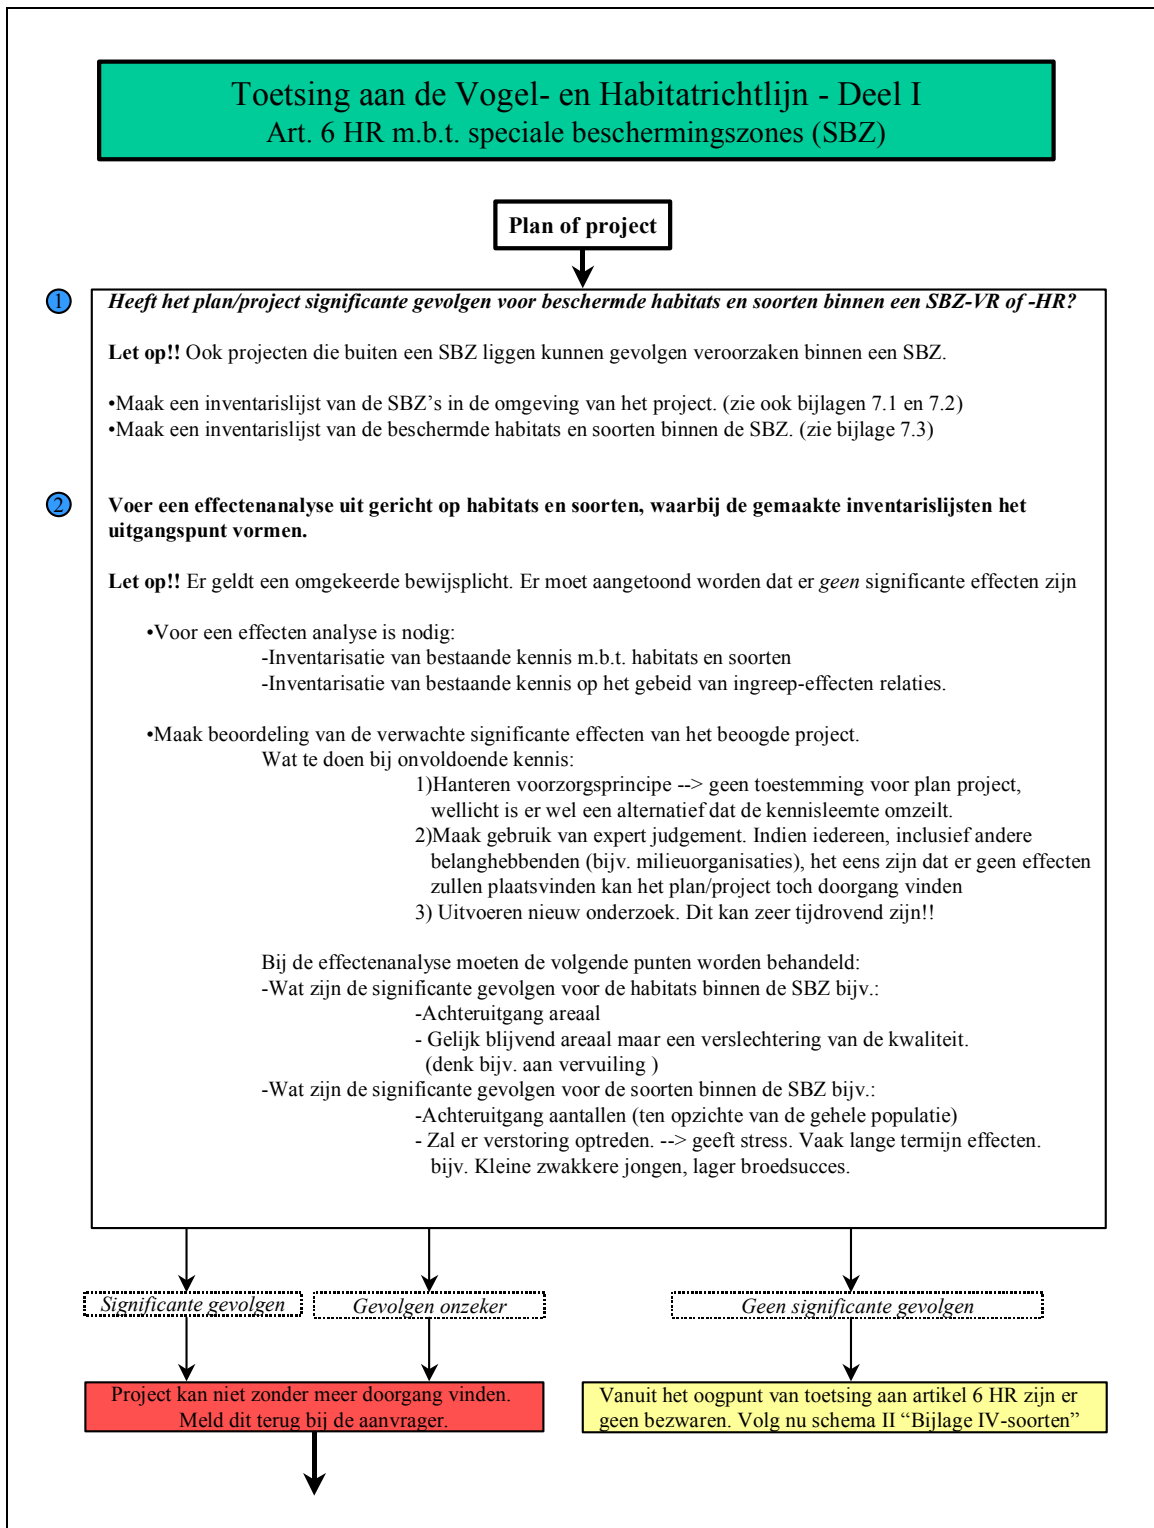 Toetsing aan de Vogel- en Habitatrichtlijn - Deel I
Art. 6 HR m.b.t. speciale beschermingszones (SBZ)
Plan of project
1
Heeft het plan/project significante gevolgen voor beschermde habitats en soorten binnen een SBZ-VR of -HR?
Let op!! Ook projecten die buiten een SBZ liggen kunnen gevolgen veroorzaken binnen een SBZ.
•Maak een inventarislijst van de SBZ's in de omgeving van het project. (zie ook bijlagen 7.1 en 7.2)
•Maak een inventarislijst van de beschermde habitats en soorten binnen de SBZ. (zie bijlage 7.3)
2
Voer een effectenanalyse uit gericht op habitats en soorten, waarbij de gemaakte inventarislijsten het
uitgangspunt vormen.
Let op!! Er geldt een omgekeerde bewijsplicht. Er moet aangetoond worden dat er geen significante effecten zijn
•Voor een effecten analyse is nodig:
-Inventarisatie van bestaande kennis m.b.t. habitats en soorten
-Inventarisatie van bestaande kennis op het gebeid van ingreep-effecten relaties.
•Maak beoordeling van de verwachte significante effecten van het beoogde project.
Wat te doen bij onvoldoende kennis:
1)Hanteren voorzorgsprincipe --> geen toestemming voor plan project,
wellicht is er wel een alternatief dat de kennisleemte omzeilt.
2)Maak gebruik van expert judgement. Indien iedereen, inclusief andere
belanghebbenden (bijv. milieuorganisaties), het eens zijn dat er geen effecten
zullen plaatsvinden kan het plan/project toch doorgang vinden
3) Uitvoeren nieuw onderzoek. Dit kan zeer tijdrovend zijn!!
Bij de effectenanalyse moeten de volgende punten worden behandeld:
-Wat zijn de significante gevolgen voor de habitats binnen de SBZ bijv.:
-Achteruitgang areaal
- Gelijk blijvend areaal maar een verslechtering van de kwaliteit.
(denk bijv. aan vervuiling )
-Wat zijn de significante gevolgen voor de soorten binnen de SBZ bijv.:
-Achteruitgang aantallen (ten opzichte van de gehele populatie)
- Zal er verstoring optreden. --> geeft stress. Vaak lange termijn effecten.
bijv. Kleine zwakkere jongen, lager broedsucces.
Significante gevolgen
Gevolgen onzeker
Geen significante gevolgen
Project kan niet zonder meer doorgang vinden.
Meld dit terug bij de aanvrager.
Vanuit het oogpunt van toetsing aan artikel 6 HR zijn er
geen bezwaren. Volg nu schema II “Bijlage IV-soorten”